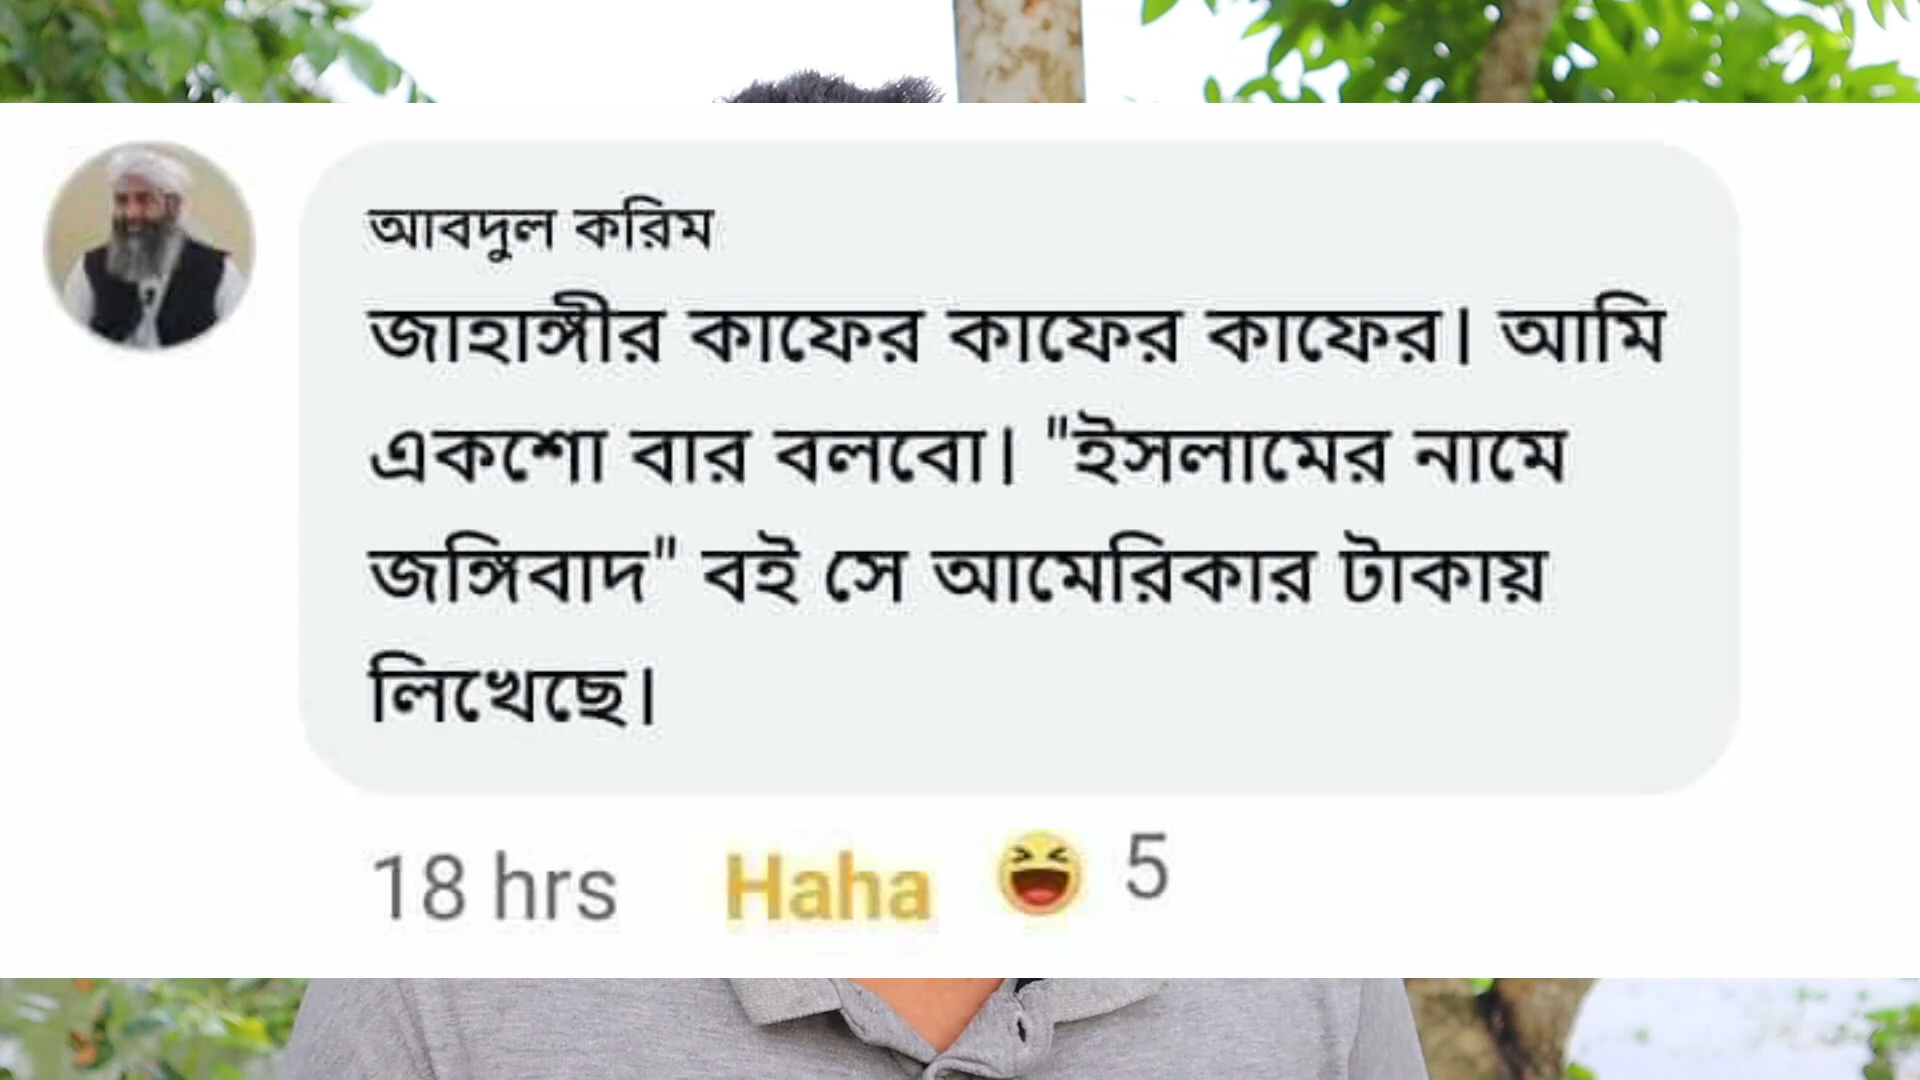 আবদুল করিম
জাহাঙ্গীর কাফের কাফের কাফের। আমি
একশো বার বলবো। "ইসলামের নামে
জঙ্গিবাদ" বই সে আমেরিকার টাকায়
লিখেছে।
18 hrs Haha 5